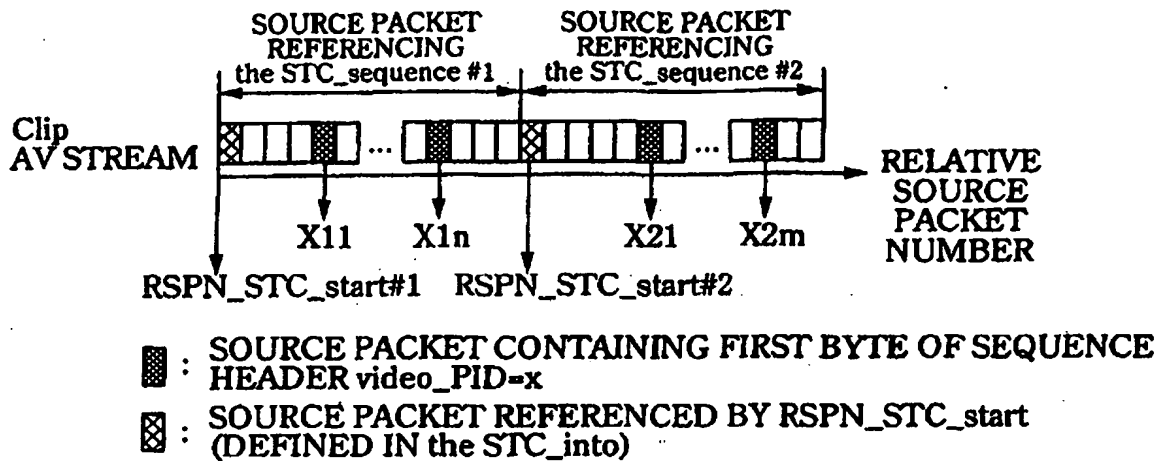 SOURCE PACKET
REFERENCING
the STC_sequence #1
SOURCE PACKET
REFERENCING
the STC_sequence #2
Clip
AV STREAM
...
...
RELATIVE
SOURCE
PACKET
NUMBER
X11
X1n
X21
X2m
RSPN_STC_start#1
RSPN_STC_start#2
: SOURCE PACKET CONTAINING FIRST BYTE OF SEQUENCE
HEADER video_PID=x
: SOURCE PACKET REFERENCED BY RSPN_STC_start
(DEFINED IN the STC_into)